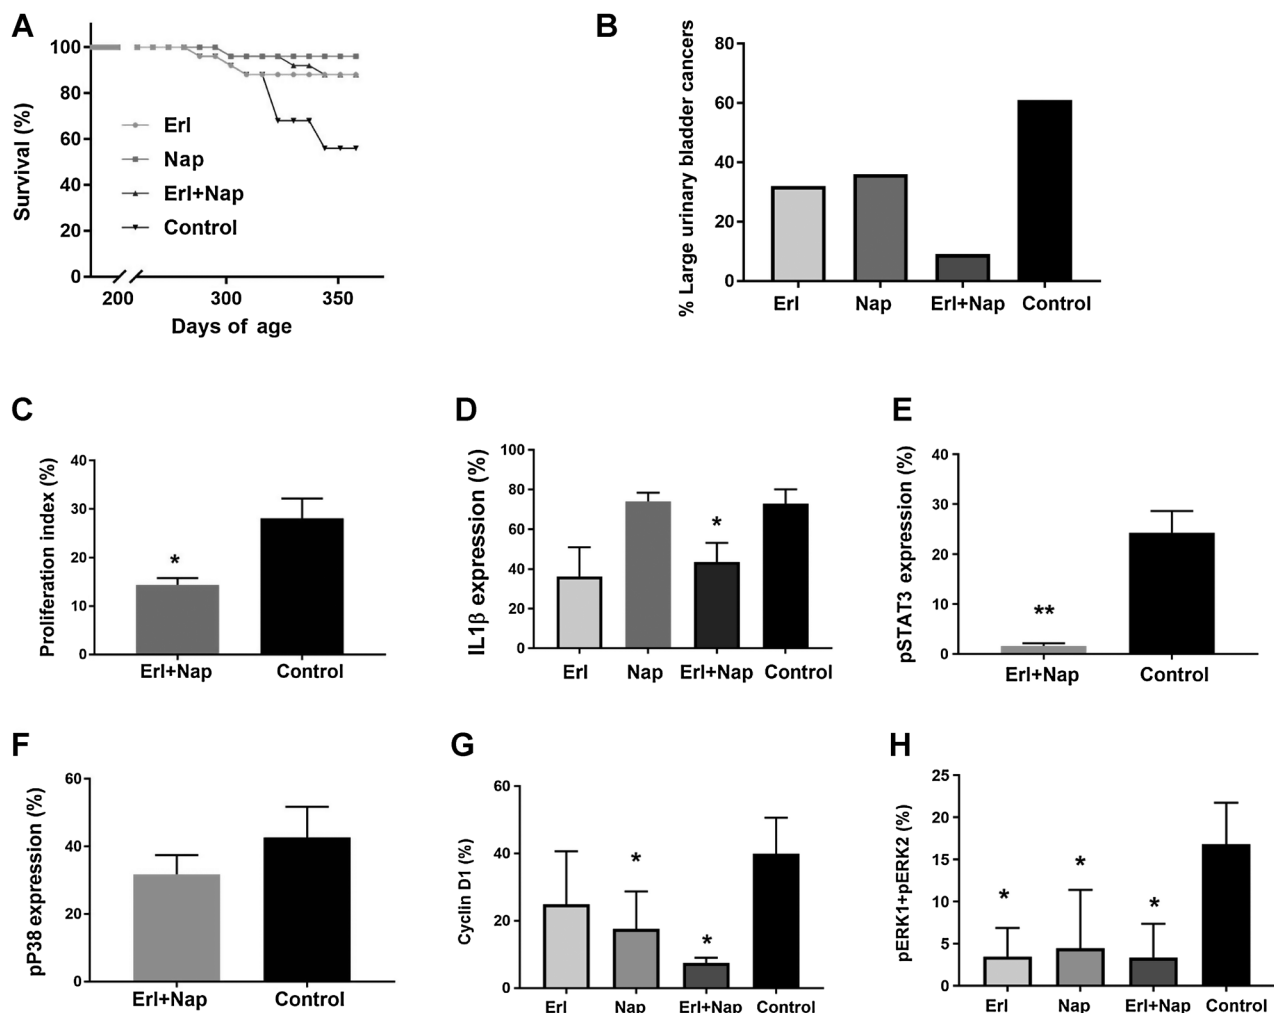 A
Survival (%)
100
80
60
40
20
0
Erl
Nap
Erl+Nap
Control
200
300
350
Days of age
B
% Large urinary bladder cancers
80
60
40
20
0
Erl
Nap
Erl+Nap
Control
C
Proliferation index (%)
40
30
20
10
0
*
Erl+Nap
Control
D
IL1β expression (%)
100
80
60
40
20
0
*
Erl
Nap
Erl+Nap
Control
E
pSTAT3 expression (%)
40
30
20
10
0
**
Erl+Nap
Control
F
pP38 expression (%)
60
40
20
0
Erl+Nap
Control
G
Cyclin D1 (%)
60
40
20
0
*
*
Erl
Nap
Erl+Nap
Control
H
pERK1+pERK2 (%)
25
20
15
10
5
0
*
*
*
Erl
Nap
Erl+Nap
Control